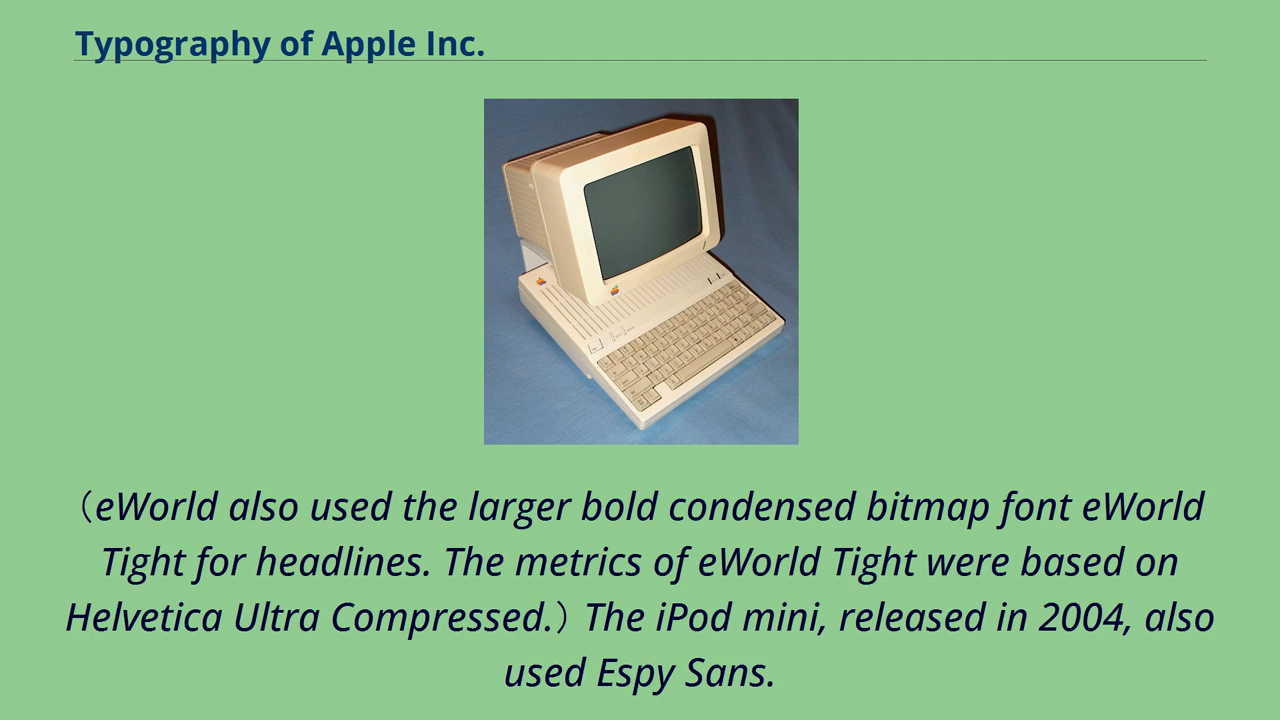 Typography of Apple Inc.
（eWorld also used the larger bold condensed bitmap font eWorld
Tight for headlines. The metrics of eWorld Tight were based on
Helvetica Ultra Compressed.）The iPod mini, released in 2004, also
used Espy Sans.